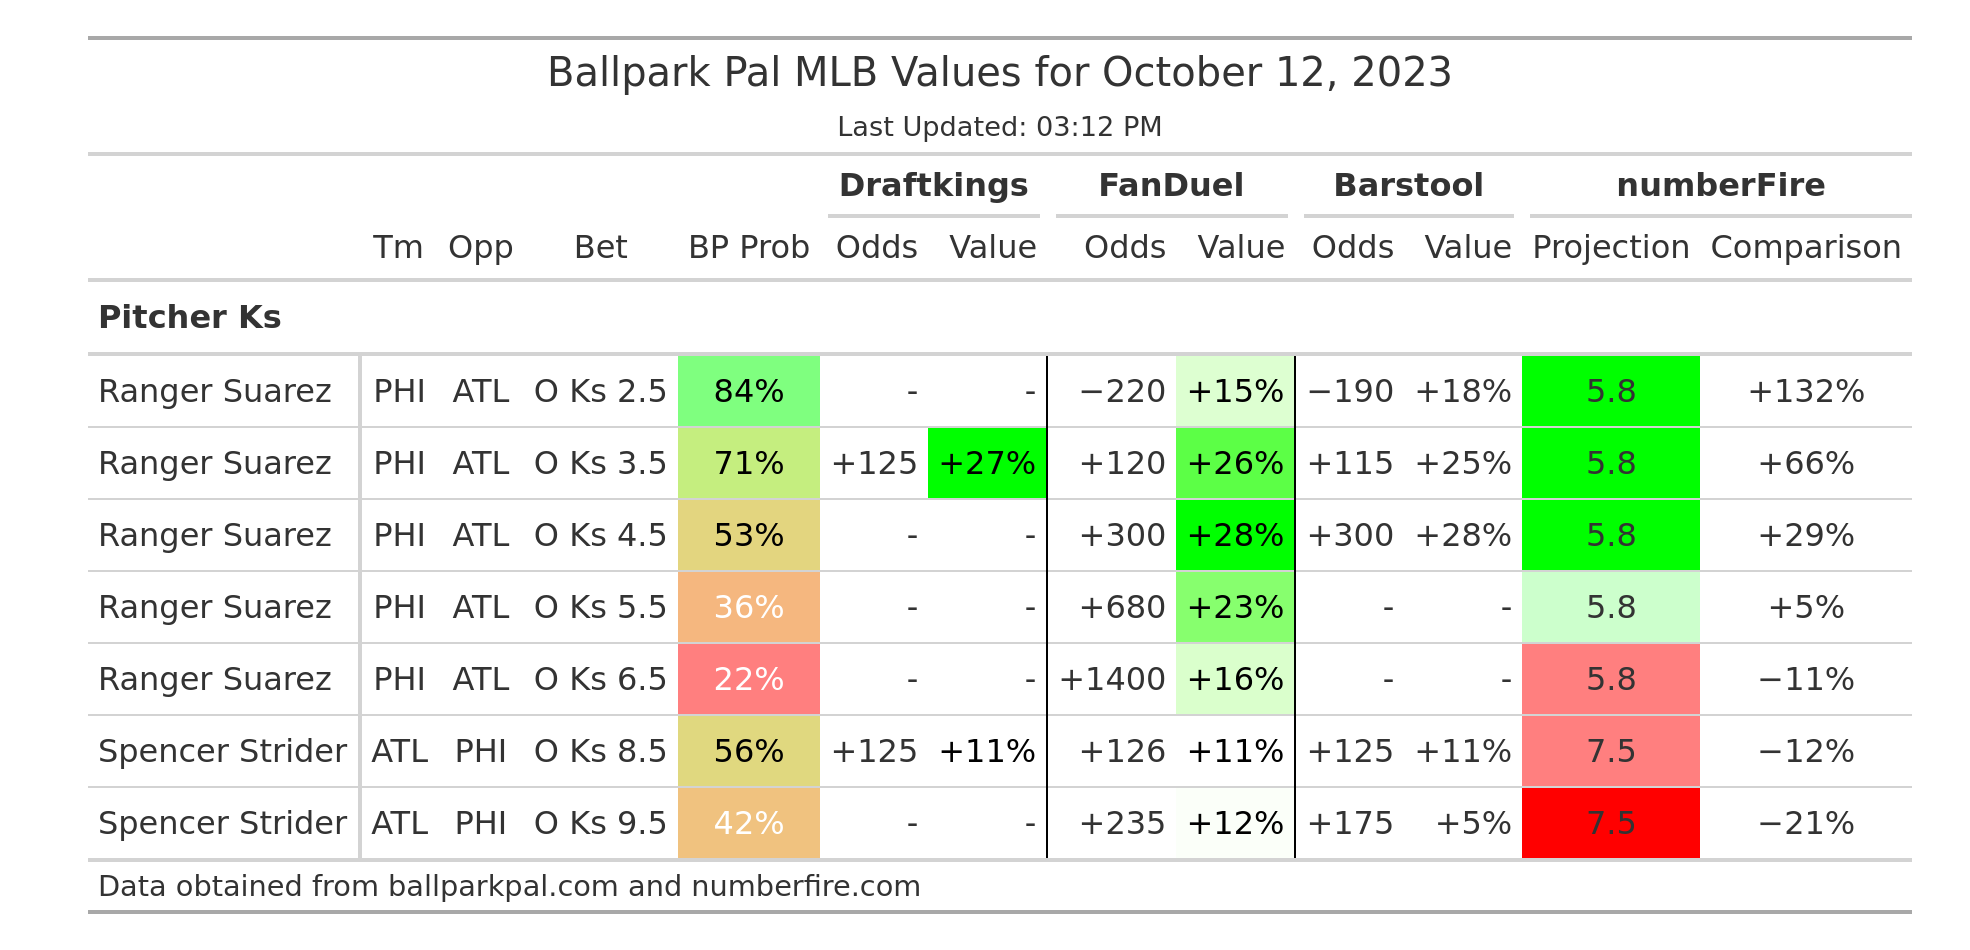 Ballpark Pal MLB Values for October 12, 2023
Last Updated: 03:12 PM
Draftkings FanDuel Barstool numberFire
Tm Opp Bet BP Prob Odds Value Odds Value Odds Value Projection Comparison
Pitcher Ks
Ranger Suarez PHI ATL O Ks 2.5 84% - - −220 +15% −190 +18% 5.8 +132%
Ranger Suarez PHI ATL O Ks 3.5 71% +125 +27% +120 +26% +115 +25% 5.8 +66%
Ranger Suarez PHI ATL O Ks 4.5 53% - - +300 +28% +300 +28% 5.8 +29%
Ranger Suarez PHI ATL O Ks 5.5 36% - - +680 +23% - - 5.8 +5%
Ranger Suarez PHI ATL O Ks 6.5 22% - - +1400 +16% - - 5.8 −11%
Spencer Strider ATL PHI O Ks 8.5 56% +125 +11% +126 +11% +125 +11% 7.5 −12%
Spencer Strider ATL PHI O Ks 9.5 42% - - +235 +12% +175 +5% 7.5 −21%
Data obtained from ballparkpal.com and numberfire.com